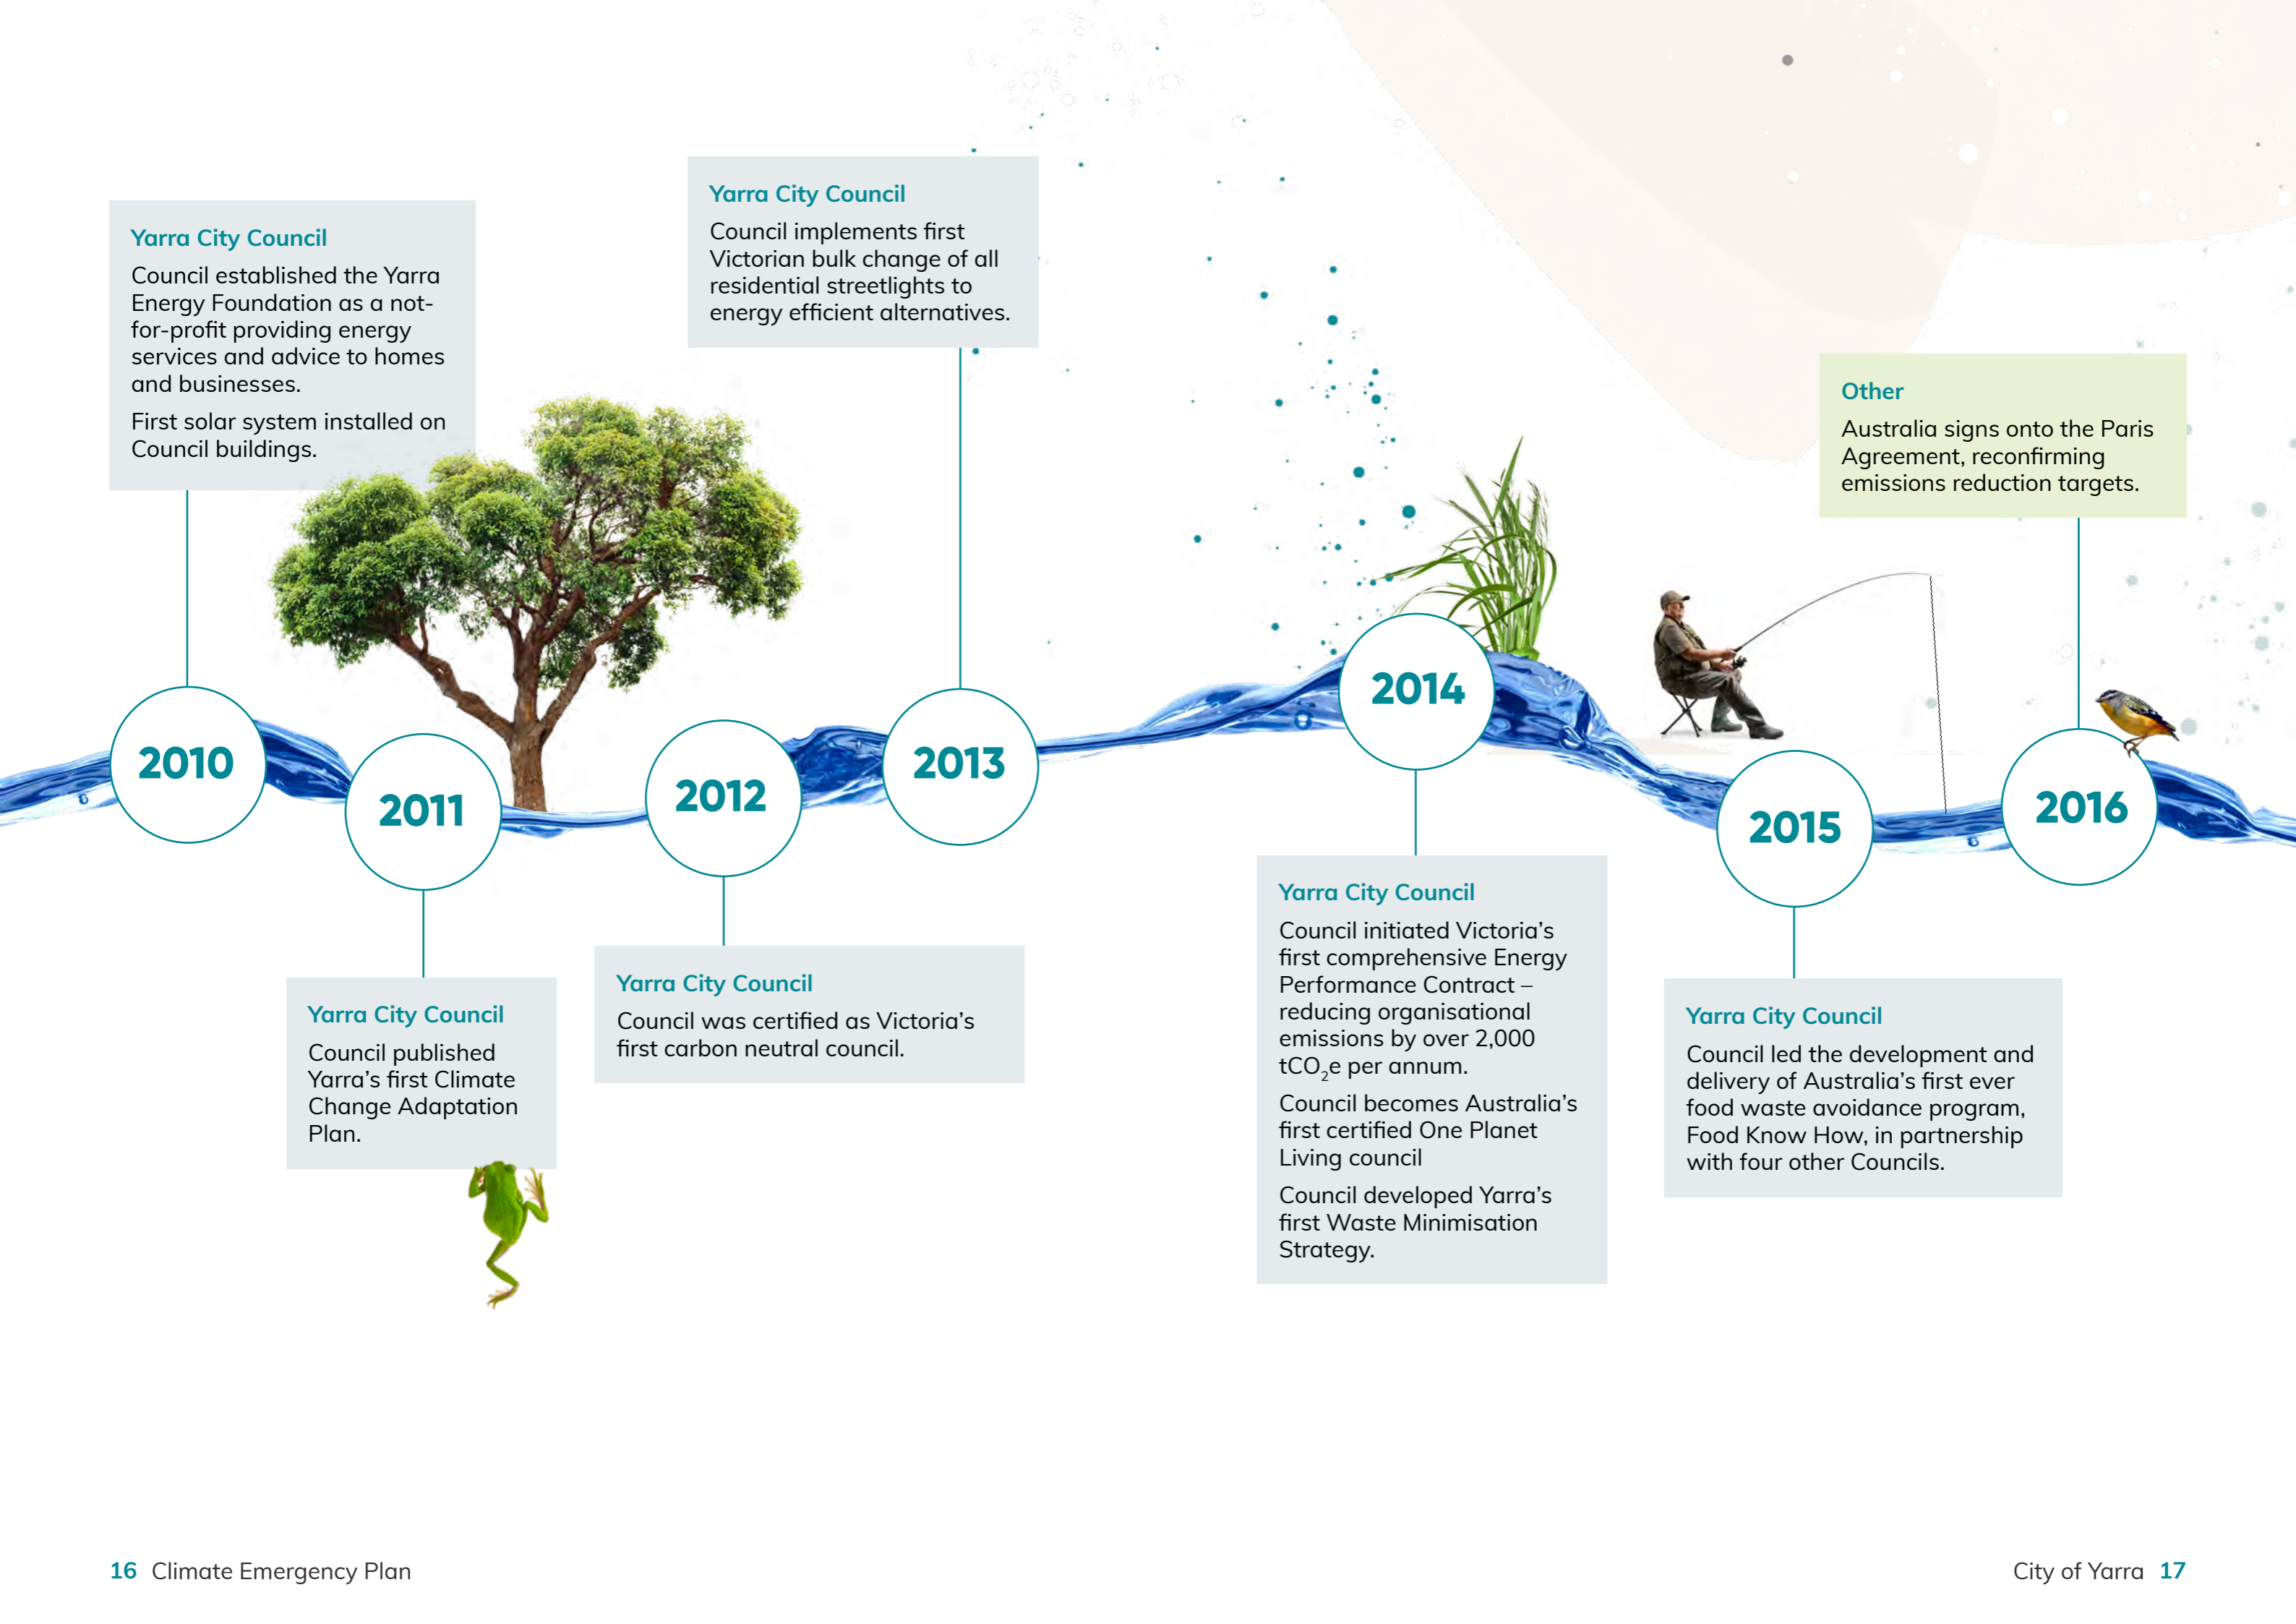 Yarra City Council
Council established the Yarra
Energy Foundation as a not-
for-profit providing energy
services and advice to homes
and businesses.
First solar system installed on
Council buildings.
Yarra City Council
Council implements first
Victorian bulk change of all
residential streetlights to
energy efficient alternatives.
Other
Australia signs onto the Paris
Agreement, reconfirming
emissions reduction targets.
2010
2011
2012
2013
2014
2015
2016
Yarra City Council
Council published
Yarra’s first Climate
Change Adaptation
Plan.
Yarra City Council
Council was certified as Victoria’s
first carbon neutral council.
Yarra City Council
Council initiated Victoria’s
first comprehensive Energy
Performance Contract –
reducing organisational
emissions by over 2,000
tCO₂e per annum.
Council becomes Australia’s
first certified One Planet
Living council
Council developed Yarra’s
first Waste Minimisation
Strategy.
Yarra City Council
Council led the development and
delivery of Australia’s first ever
food waste avoidance program,
Food Know How, in partnership
with four other Councils.
16 Climate Emergency Plan
City of Yarra 17